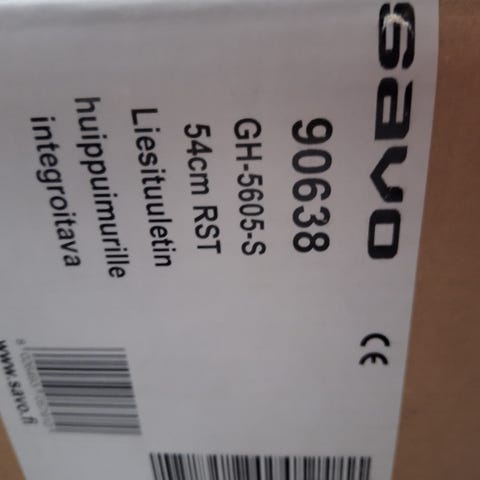 savo
CE
90638
GH-5605-S
54cm RST
Liesituuletin
huippuimurille
integroitava
www.savo.fi